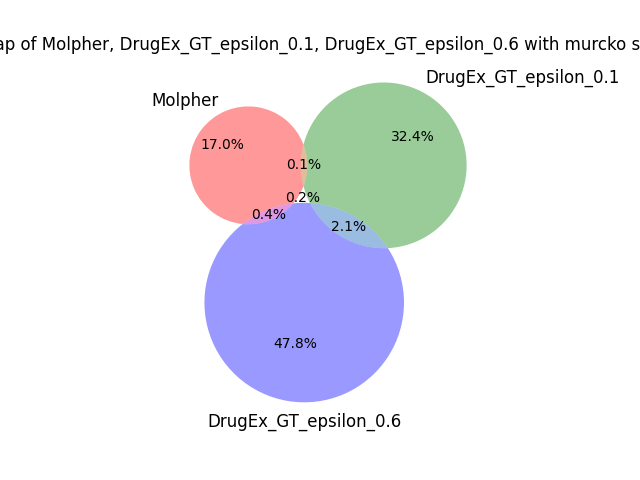 ap of Molpher, DrugEx_GT_epsilon_0.1, DrugEx_GT_epsilon_0.6 with murcko s
DrugEx_GT_epsilon_0.1
Molpher
32.4%
17.0%
0.1%
0.2%
0.4%
2.1%
47.8%
DrugEx_GT_epsilon_0.6